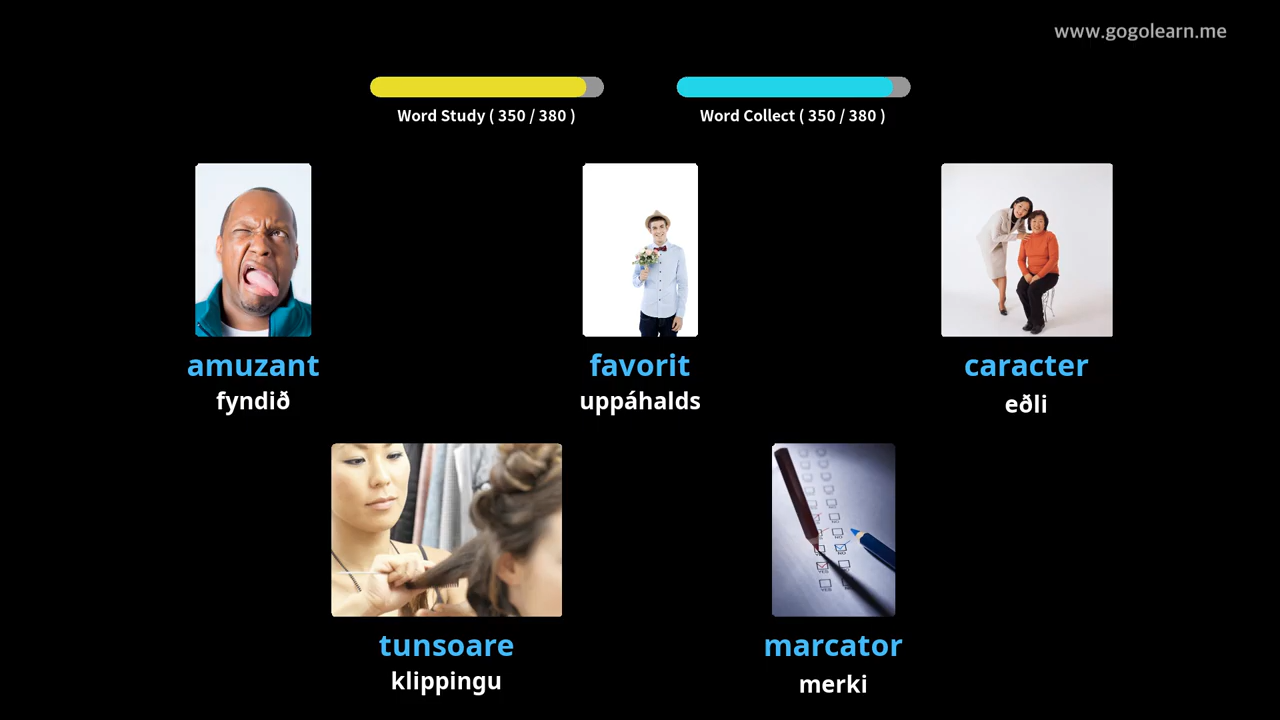 www.gogolearn.me
Word Study ( 350 / 380 )
Word Collect ( 350 / 380 )
amuzant
fyndið
favorit
uppáhalds
caracter
eðli
tunsoare
klippingu
marcator
merki